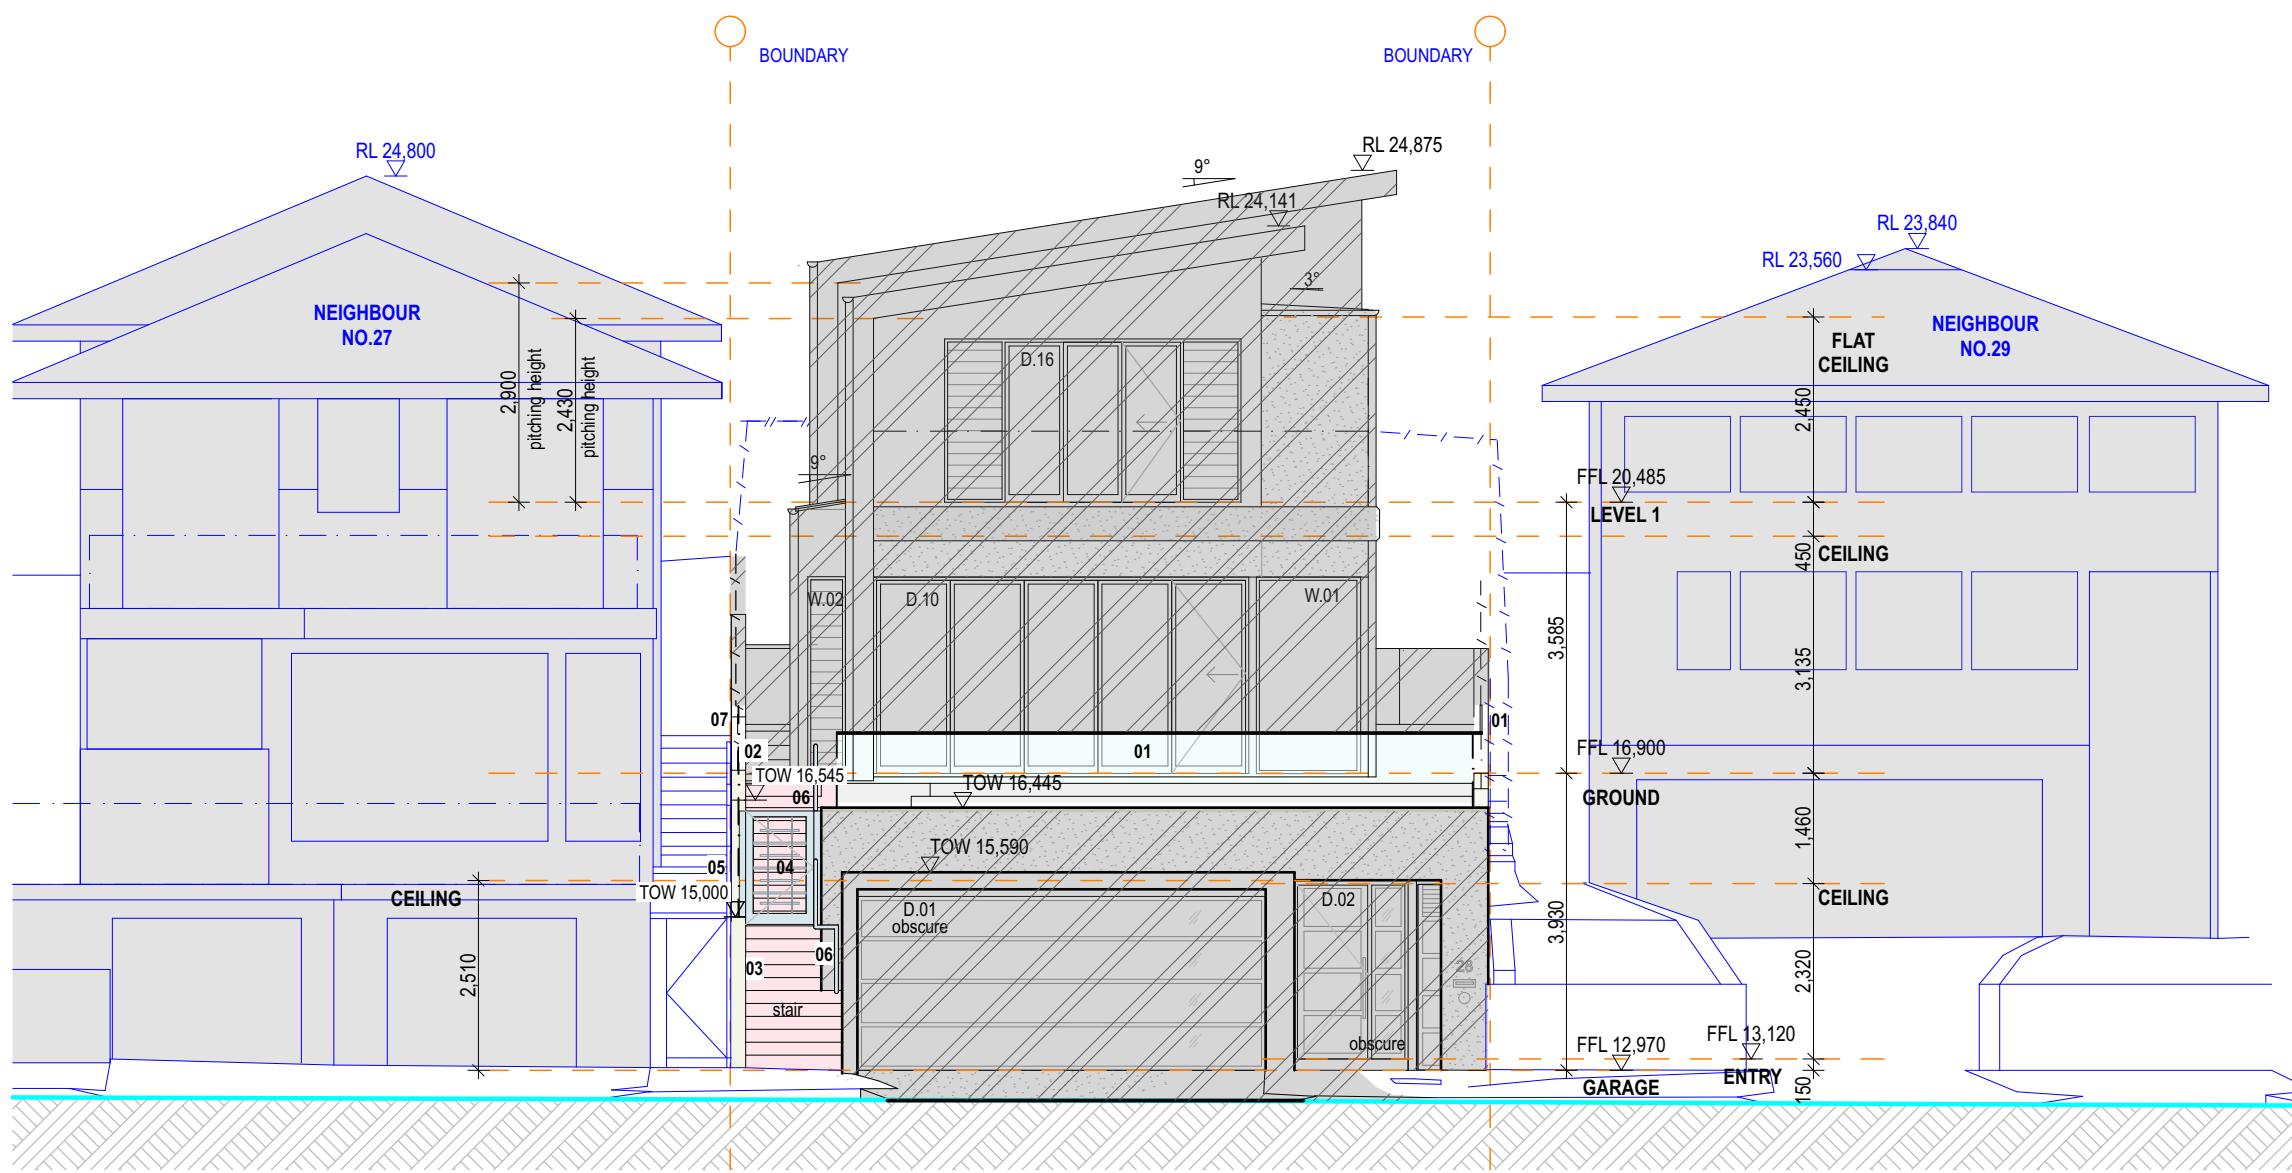 BOUNDARY
BOUNDARY
RL 24,800
RL 24,875
9°
RL 24,141
RL 23,840
RL 23,560
3°
NEIGHBOUR
NO.27
NEIGHBOUR
NO.29
FLAT
CEILING
2,900
pitching height
2,430
pitching height
D.16
2,450
9°
FFL 20,485
LEVEL 1
450
CEILING
W.02
D.10
W.01
3,585
3,135
07
02
01
01
FFL 16,900
GROUND
TOW 16,545
06
TOW 16,445
1,460
TOW 15,590
05
04
TOW 15,000
CEILING
CEILING
D.01
obscure
D.02
3,930
06
03
28
2,510
2,320
stair
obscure
FFL 12,970
GARAGE
FFL 13,120
ENTRY
150